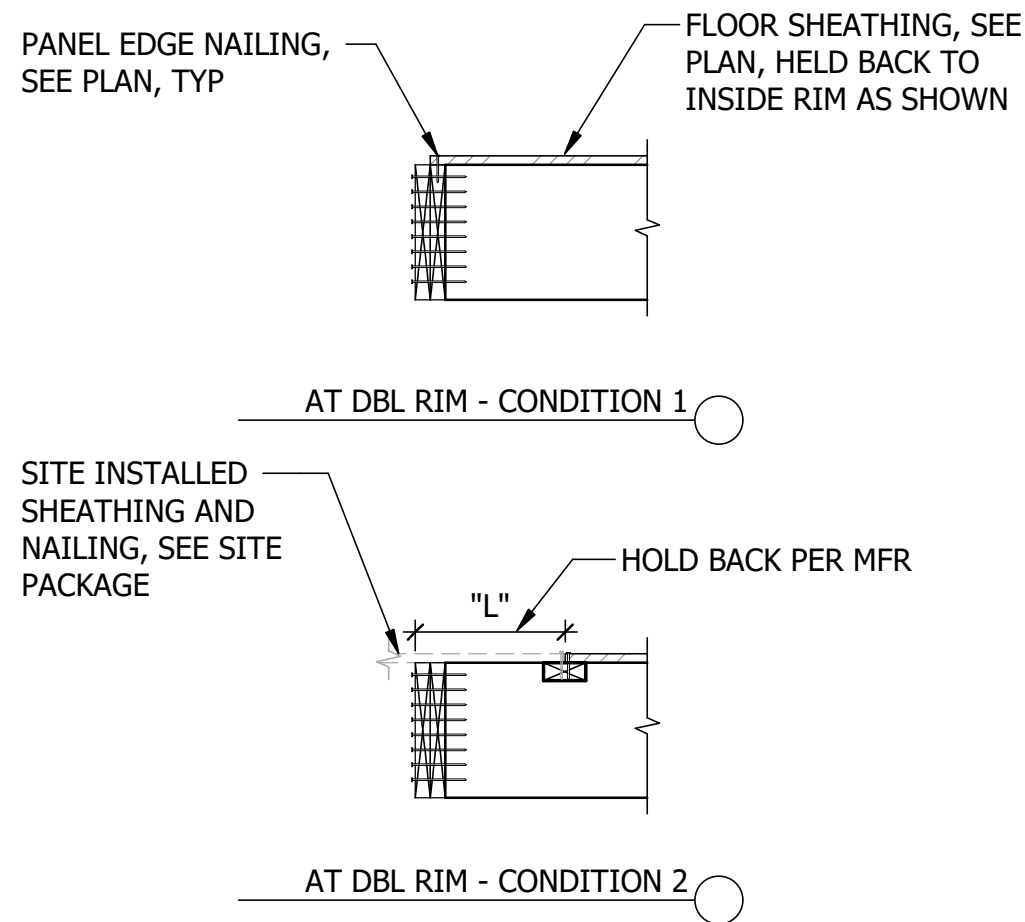 PANEL EDGE NAILING,
SEE PLAN, TYP
FLOOR SHEATHING, SEE
PLAN, HELD BACK TO
INSIDE RIM AS SHOWN
AT DBL RIM - CONDITION 1
SITE INSTALLED
SHEATHING AND
NAILING, SEE SITE
PACKAGE
HOLD BACK PER MFR
"L"
AT DBL RIM - CONDITION 2